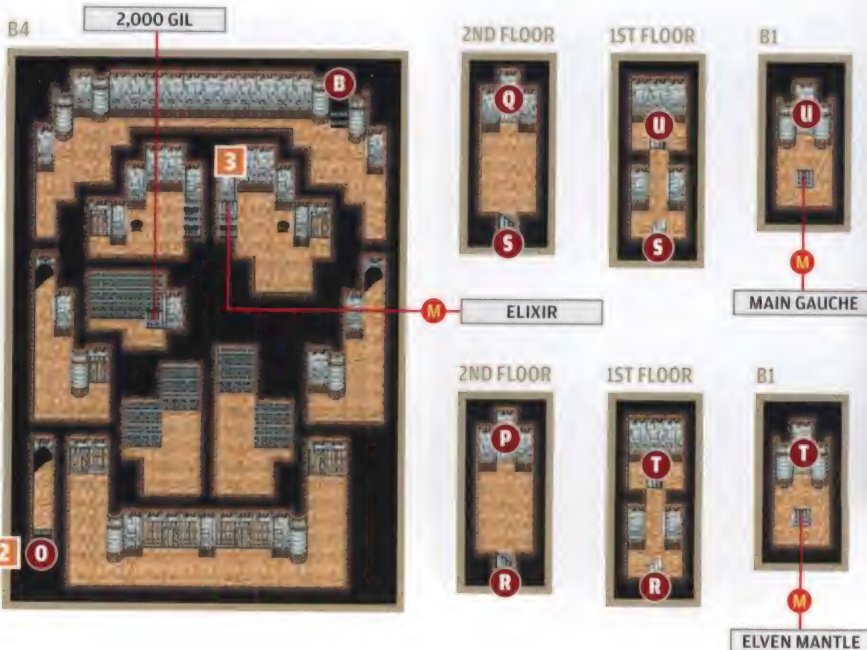 B4
2,000 GIL
B
3
ELIXIR
M
2
O
2ND FLOOR
1ST FLOOR
B1
Q
S
U
S
U
M
MAIN GAUCHE
2ND FLOOR
1ST FLOOR
B1
P
R
T
R
T
M
ELVEN MANTLE